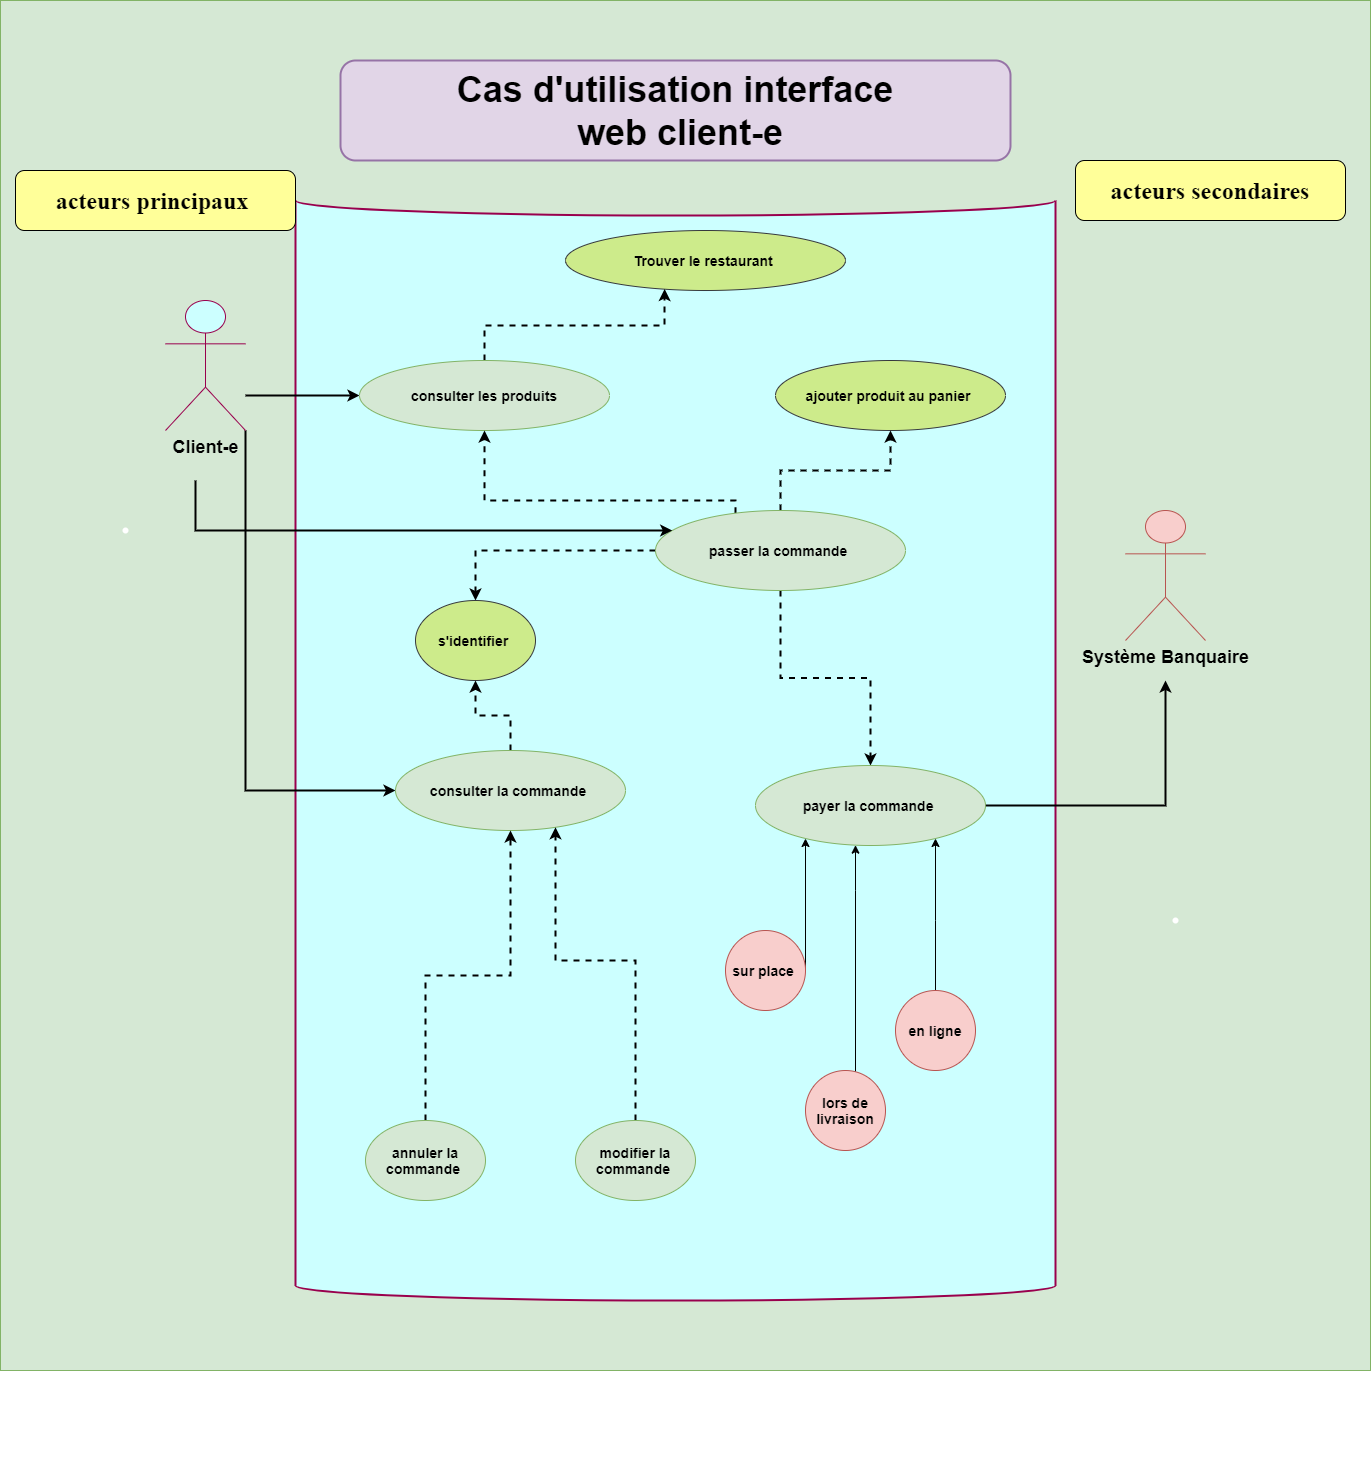 Cas d'utilisation interface
web client-e
acteurs principaux
acteurs secondaires
Trouver le restaurant
consulter les produits
ajouter produit au panier
Client-e
passer la commande
s'identifier
Système Banquaire
consulter la commande
payer la commande
sur place
en ligne
lors de
livraison
annuler la
commande
modifier la
commande